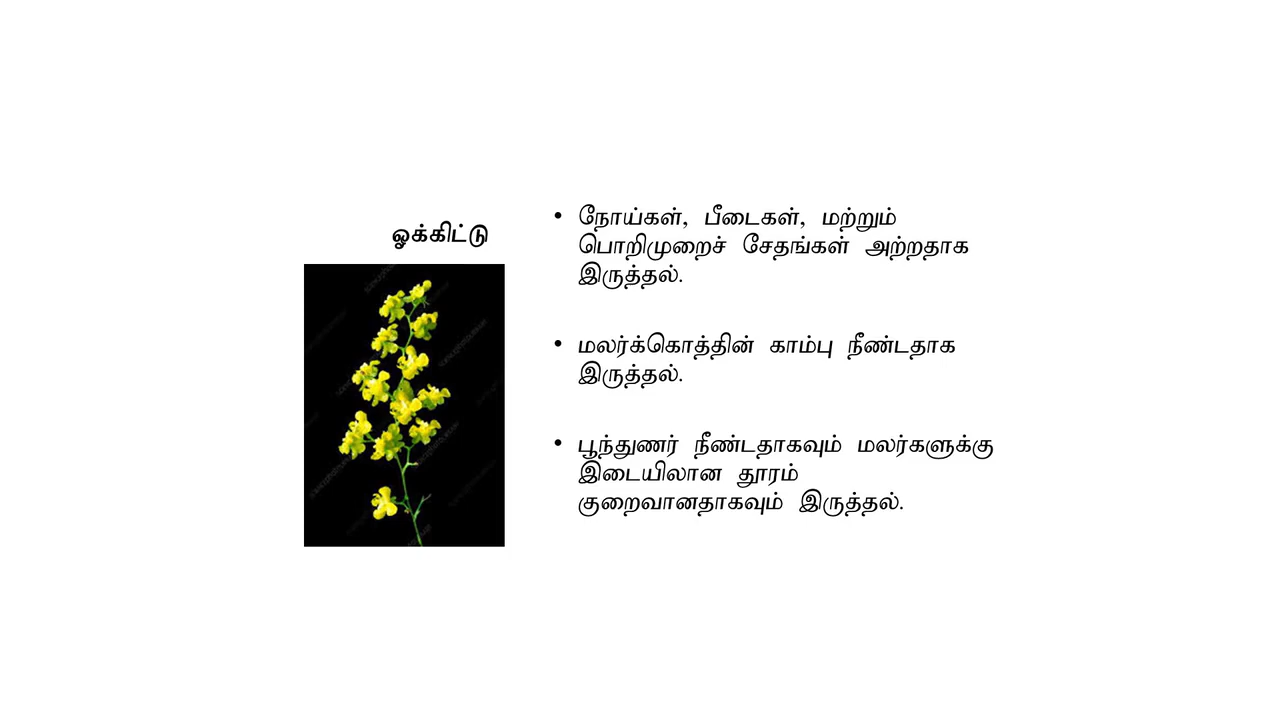 ஓக்கிட்டு
• நோய்கள், பீடைகள், மற்றும்
பொறிமுறைச் சேதங்கள் அற்றதாக
இருத்தல்.
• மலர்க்கொத்தின் காம்பு நீண்டதாக
இருத்தல்.
• பூந்துணர் நீண்டதாகவும் மலர்களுக்கு
இடையிலான தூரம்
குறைவானதாகவும் இருத்தல்.